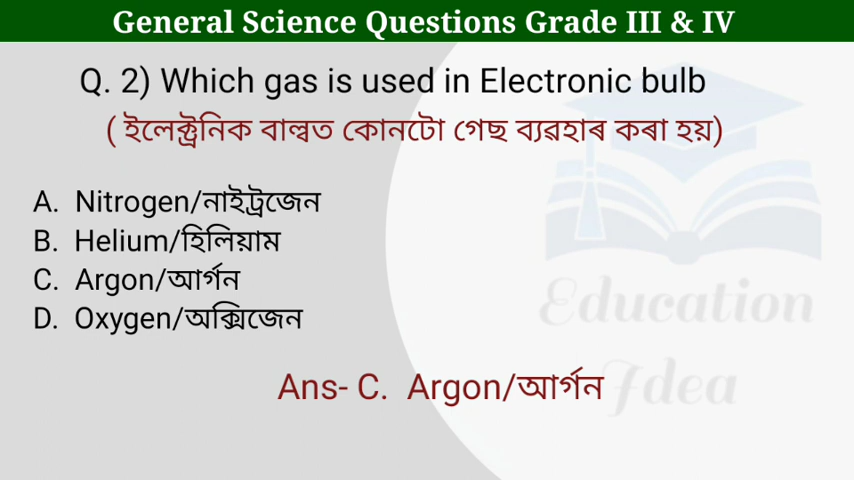 General Science Questions Grade III & IV
Q. 2) Which gas is used in Electronic bulb
( ইলেক্ট্ৰনিক বাল্বত কোনটো গেছ ব্যৱহাৰ কৰা হয়)
A. Nitrogen/নাইট্ৰজেন
B. Helium/হিলিয়াম
C. Argon/আৰ্গন
D. Oxygen/অক্সিজেন
Education
Idea
Ans- C. Argon/আৰ্গন